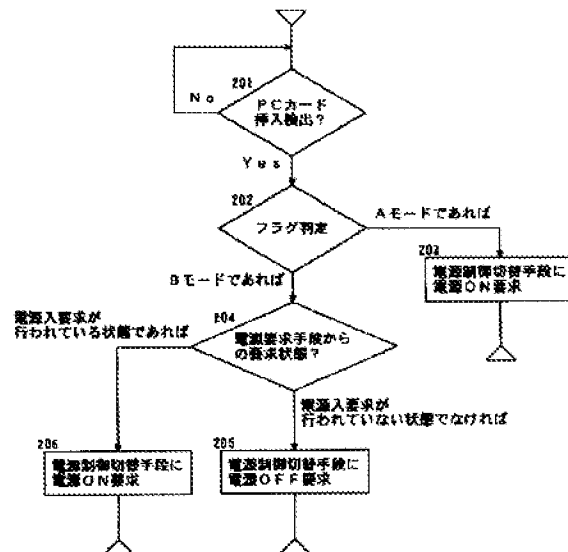 201
No
PCカード
挿入検出?
Yes
202
フラグ判定
Aモードであれば
203
電源制御切替手段に
電源ON要求
Bモードであれば
204
電源要求手段から
の要求状態?
電源入要求が
行われている状態であれば
電源入要求が
行われていない状態でなければ
206
電源制御切替手段に
電源ON要求
205
電源制御切替手段に
電源OFF要求